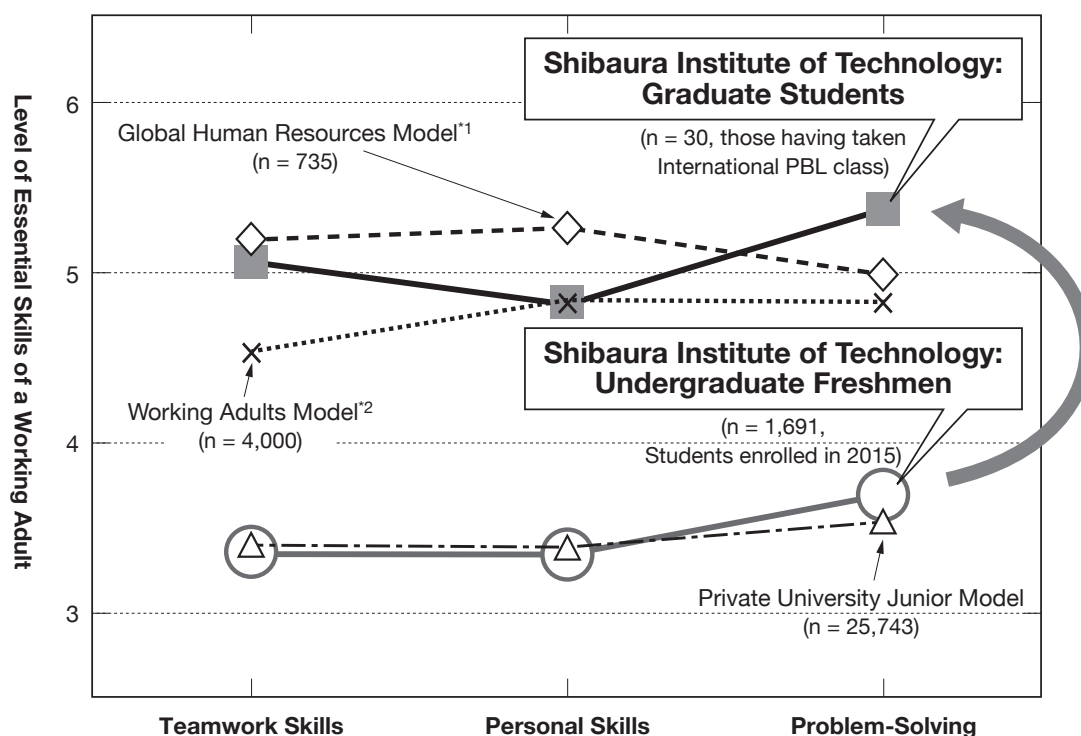 Level of Essential Skills of a Working Adult
6
5
4
3
Shibaura Institute of Technology:
Graduate Students
(n = 30, those having taken
International PBL class)
Global Human Resources Model*1
(n = 735)
Shibaura Institute of Technology:
Undergraduate Freshmen
(n = 1,691,
Students enrolled in 2015)
Working Adults Model*2
(n = 4,000)
Private University Junior Model
(n = 25,743)
Teamwork Skills
Personal Skills
Problem-Solving